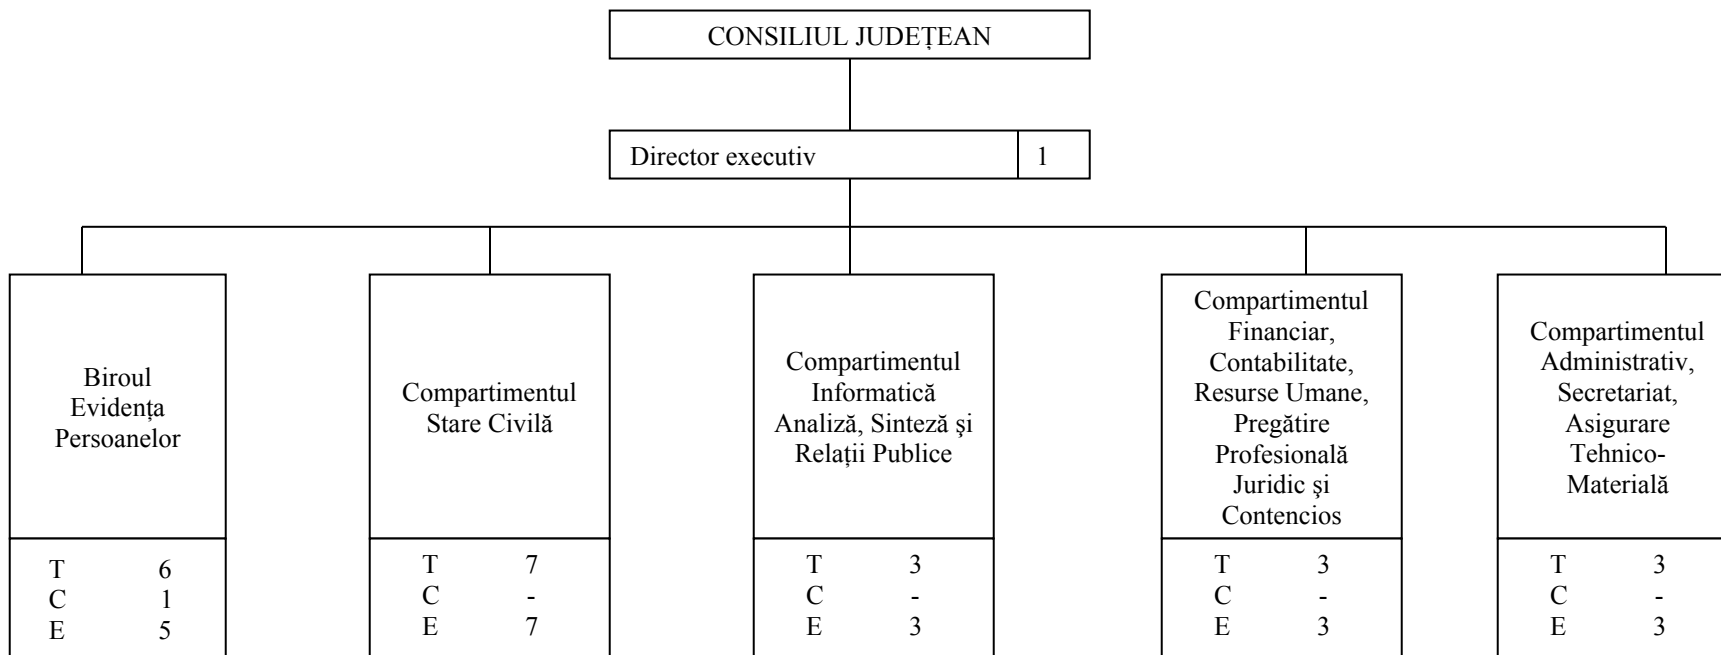 CONSILIUL JUDEȚEAN
Director executiv 1
Biroul
Evidența
Persoanelor
T 6
C 1
E 5
Compartimentul
Stare Civilă
T 7
C -
E 7
Compartimentul
Informatică
Analiză, Sinteză şi
Relații Publice
T 3
C -
E 3
Compartimentul
Financiar,
Contabilitate,
Resurse Umane,
Pregătire
Profesională
Juridic şi
Contencios
T 3
C -
E 3
Compartimentul
Administrativ,
Secretariat,
Asigurare
Tehnico-
Materială
T 3
C -
E 3